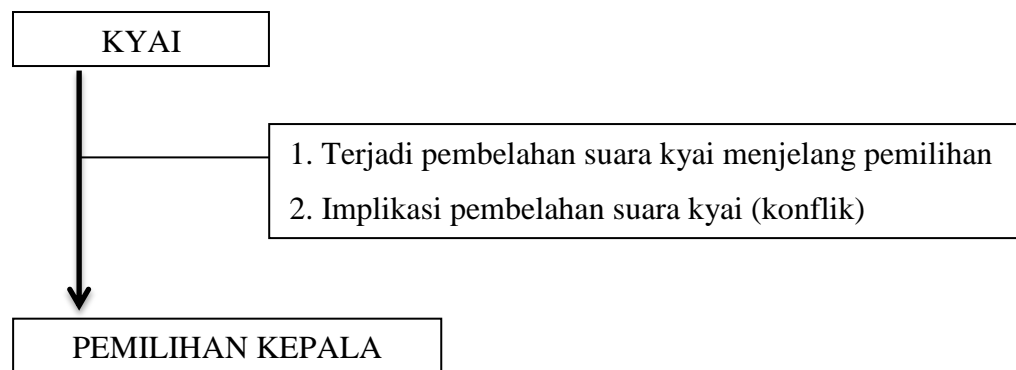 KYAI
1. Terjadi pembelahan suara kyai menjelang pemilihan
2. Implikasi pembelahan suara kyai (konflik)
PEMILIHAN KEPALA